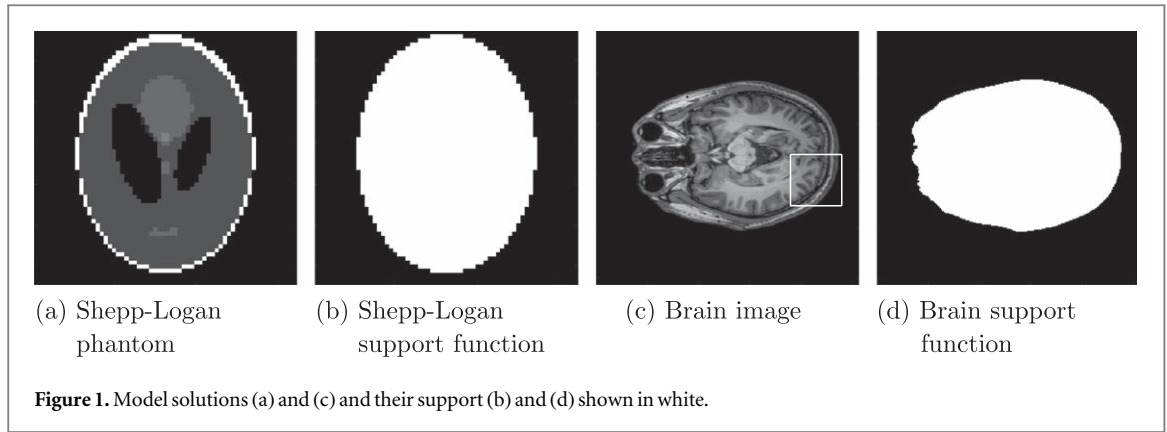 (a) Shepp-Logan
phantom
(b) Shepp-Logan
support function
(c) Brain image
(d) Brain support
function
Figure 1. Model solutions (a) and (c) and their support (b) and (d) shown in white.